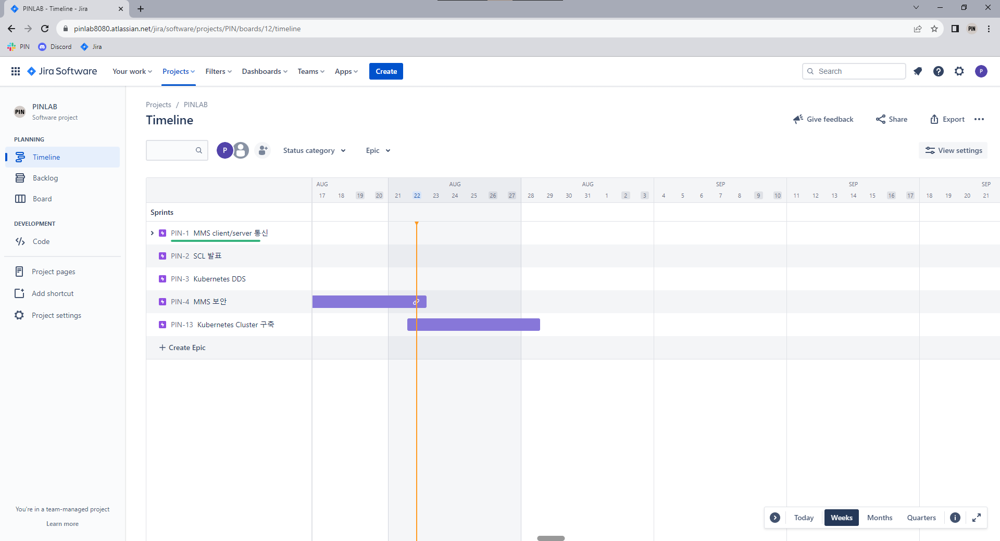 PINLAB - Timeline - Jira
pinlab8080.atlassian.net/jira/software/projects/PIN/boards/12/timeline
PIN
PIN Discord Jira
Jira Software Your work Projects Filters Dashboards Teams Apps Create Search P
PIN PINLAB
Software project
PLANNING
Timeline
Backlog
Board
DEVELOPMENT
Code
Project pages
Add shortcut
Project settings
You're in a team-managed project
Learn more
Projects / PINLAB
Timeline
Give feedback Share Export
P Status category Epic View settings
AUG AUG AUG SEP SEP SEP
17 18 19 20 21 22 23 24 25 26 27 28 29 30 31 1 2 3 4 5 6 7 8 9 10 11 12 13 14 15 16 17 18 19 20 21
Sprints
PIN-1 MMS client/server 통신
PIN-2 SCL 발표
PIN-3 Kubernetes DDS
PIN-4 MMS 보안
PIN-13 Kubernetes Cluster 구축
+ Create Epic
Today Weeks Months Quarters